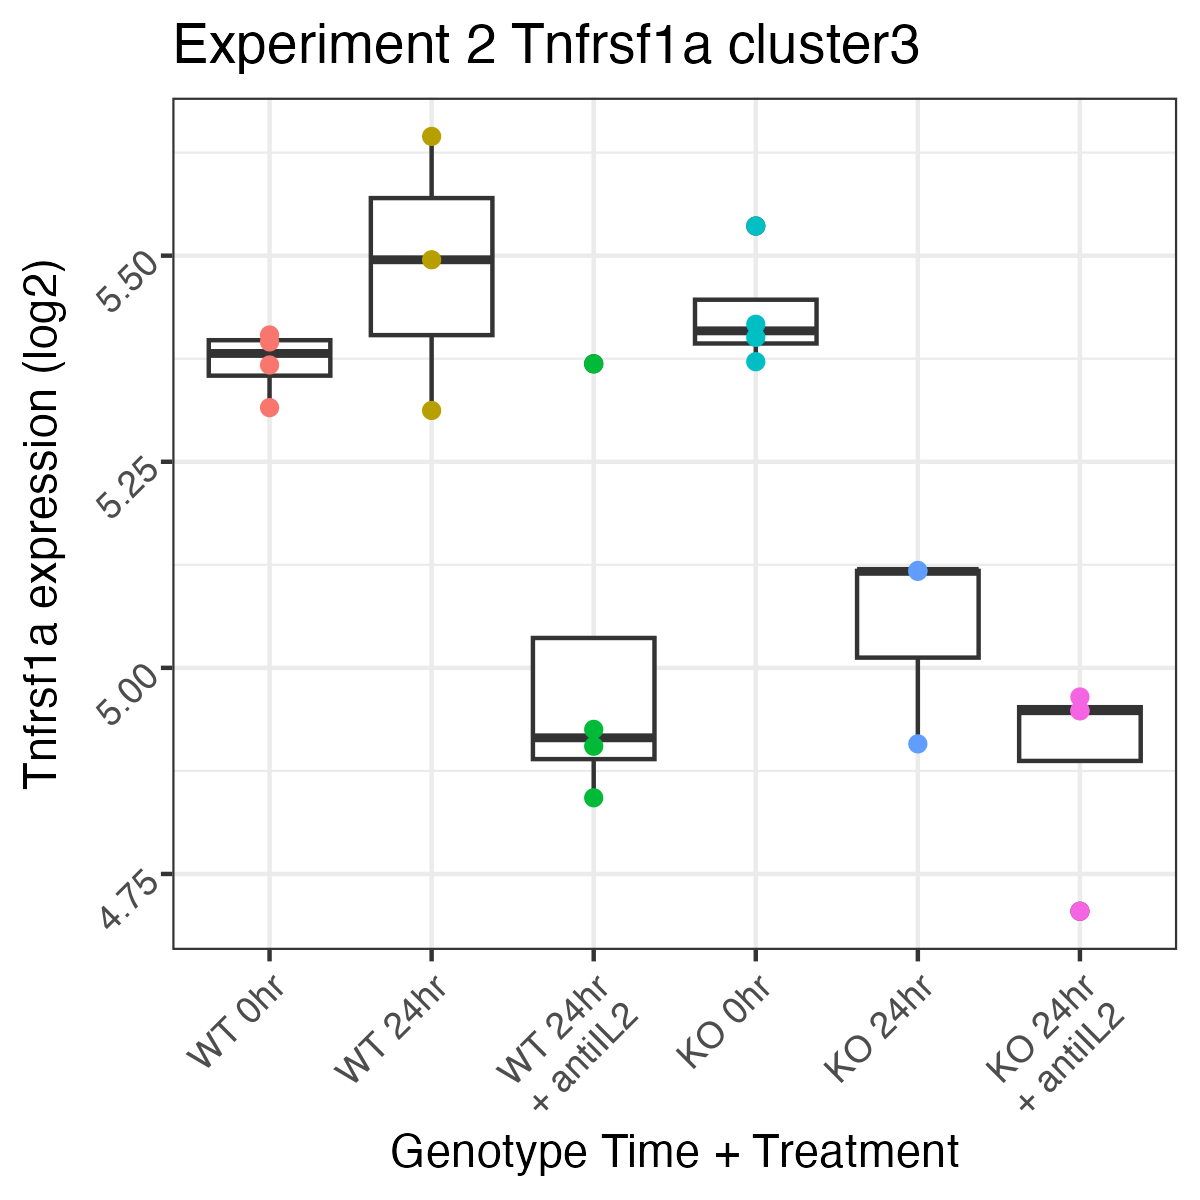 Experiment 2 Tnfrsf1a cluster3
Tnfrsf1a expression (log2)
5.50
5.25
5.00
4.75
WT 0hr
WT 24hr
WT 24hr
+ antiIL2
KO 0hr
KO 24hr
KO 24hr
+ antiIL2
Genotype Time + Treatment